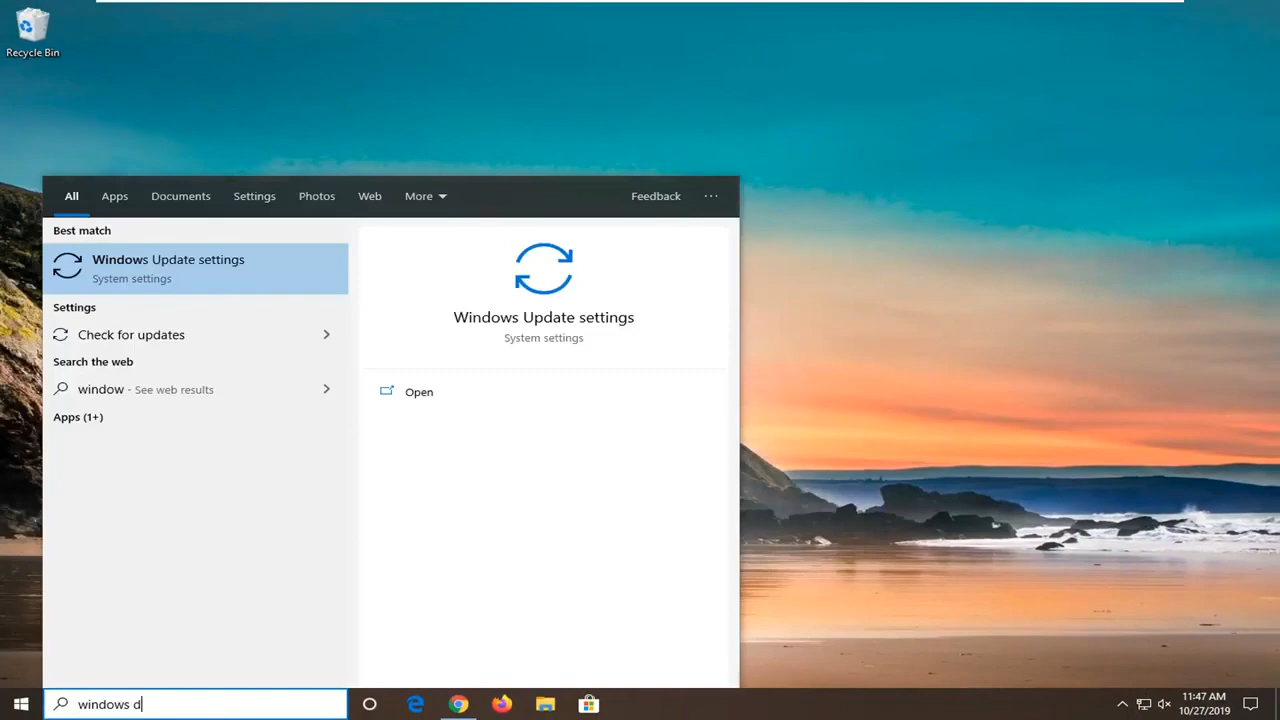 Recycle Bin
All Apps Documents Settings Photos Web More Feedback ···
Best match
Windows Update settings
System settings
Settings
Check for updates
Search the web
window - See web results
Apps (1+)
Windows Update settings
System settings
Open
windows d
11:47 AM
10/27/2019